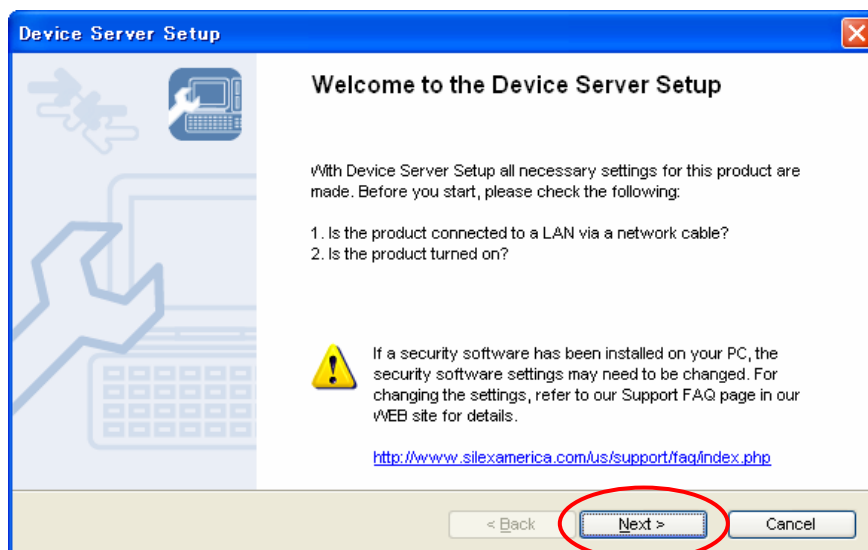 Device Server Setup
Welcome to the Device Server Setup
With Device Server Setup all necessary settings for this product are
made. Before you start, please check the following:
1. Is the product connected to a LAN via a network cable?
2. Is the product turned on?
If a security software has been installed on your PC, the
security software settings may need to be changed. For
changing the settings, refer to our Support FAQ page in our
WEB site for details.
http://www.silexamerica.com/us/support/faq/index.php
< Back
Next >
Cancel